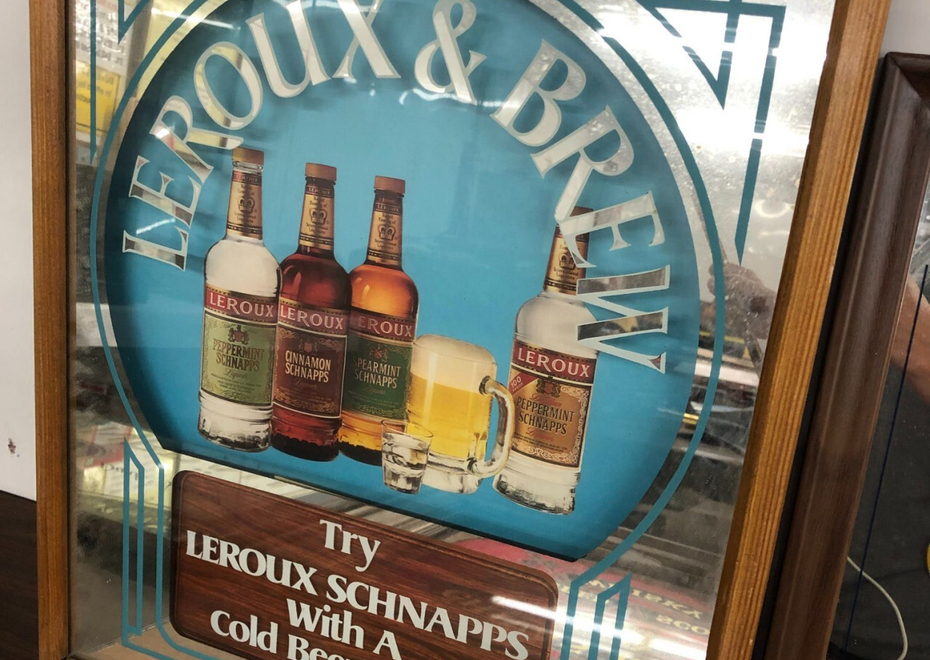 LEROUX & BREW
LEROUX
PEPPERMINT
SCHNAPPS
LEROUX
CINNAMON
SCHNAPPS
LEROUX
SPEARMINT
SCHNAPPS
LEROUX
100
PEPPERMINT
SCHNAPPS
Try
LEROUX SCHNAPPS
With A
Cold